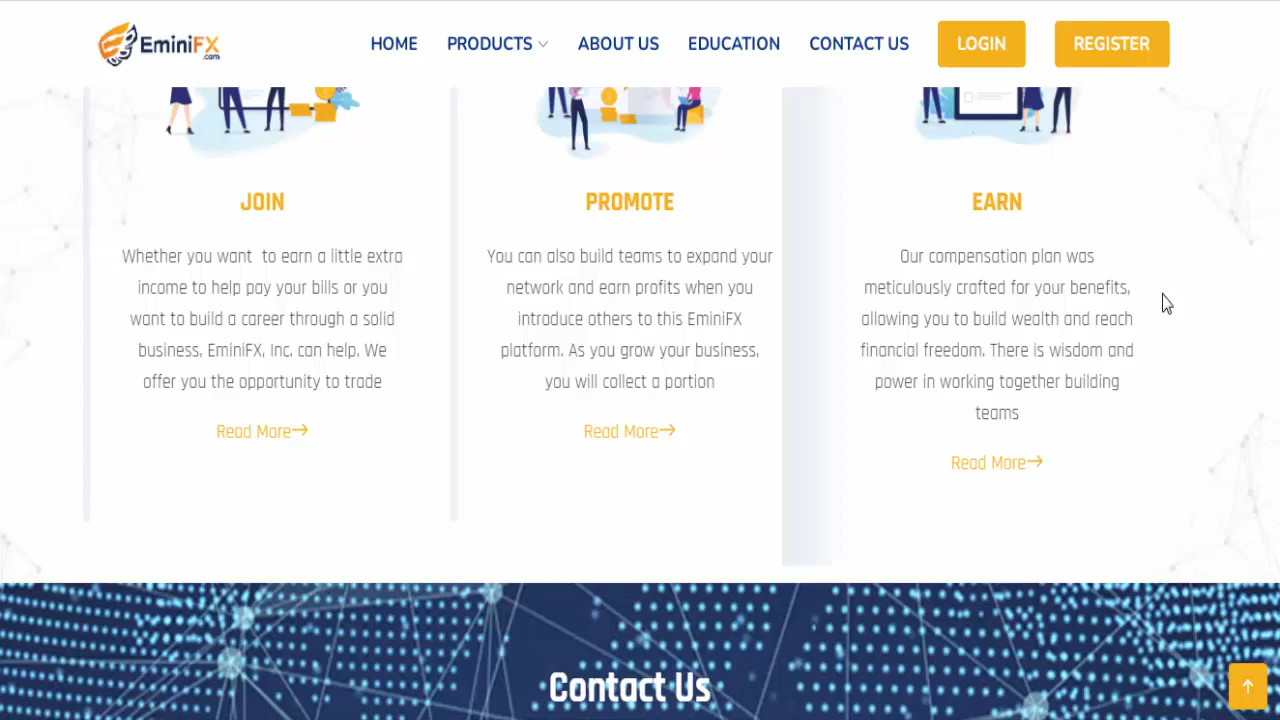 EminiFX
.com
HOME PRODUCTS ABOUT US EDUCATION CONTACT US LOGIN REGISTER
JOIN
Whether you want to earn a little extra
income to help pay your bills or you
want to build a career through a solid
business, EminiFX, Inc. can help. We
offer you the opportunity to trade
Read More
PROMOTE
You can also build teams to expand your
network and earn profits when you
introduce others to this EminiFX
platform. As you grow your business,
you will collect a portion
Read More
EARN
Our compensation plan was
meticulously crafted for your benefits,
allowing you to build wealth and reach
financial freedom. There is wisdom and
power in working together building
teams
Read More
Contact Us